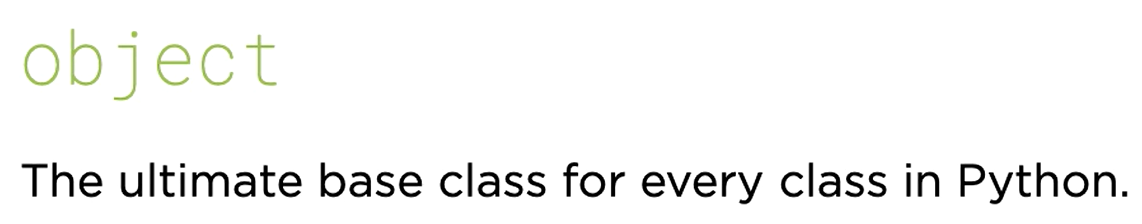 object
The ultimate base class for every class in Python.